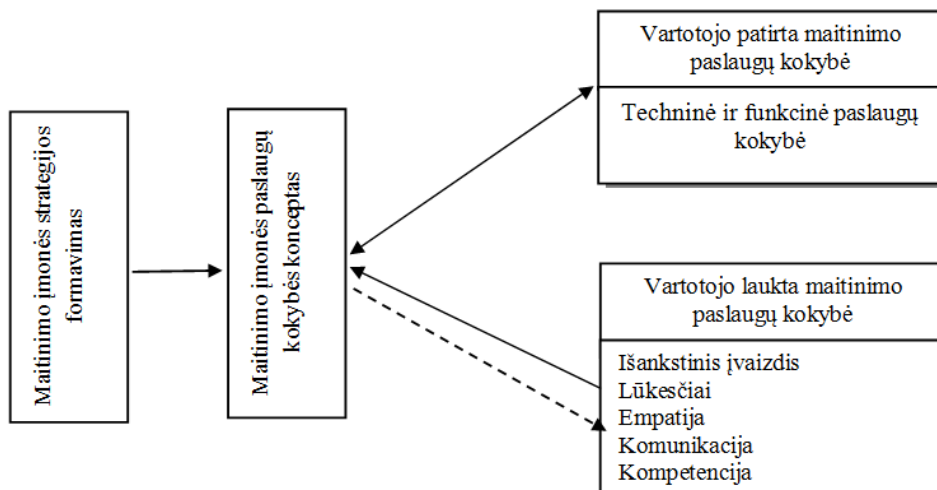 Maitinimo įmonės strategijos
formavimas
Maitinimo įmonės paslaugų
kokybės konceptas
Vartotojo patirta maitinimo
paslaugų kokybė
Techninė ir funkcinė paslaugų
kokybė
Vartotojo laukta maitinimo
paslaugų kokybė
Išankstinis įvaizdis
Lūkesčiai
Empatija
Komunikacija
Kompetencija